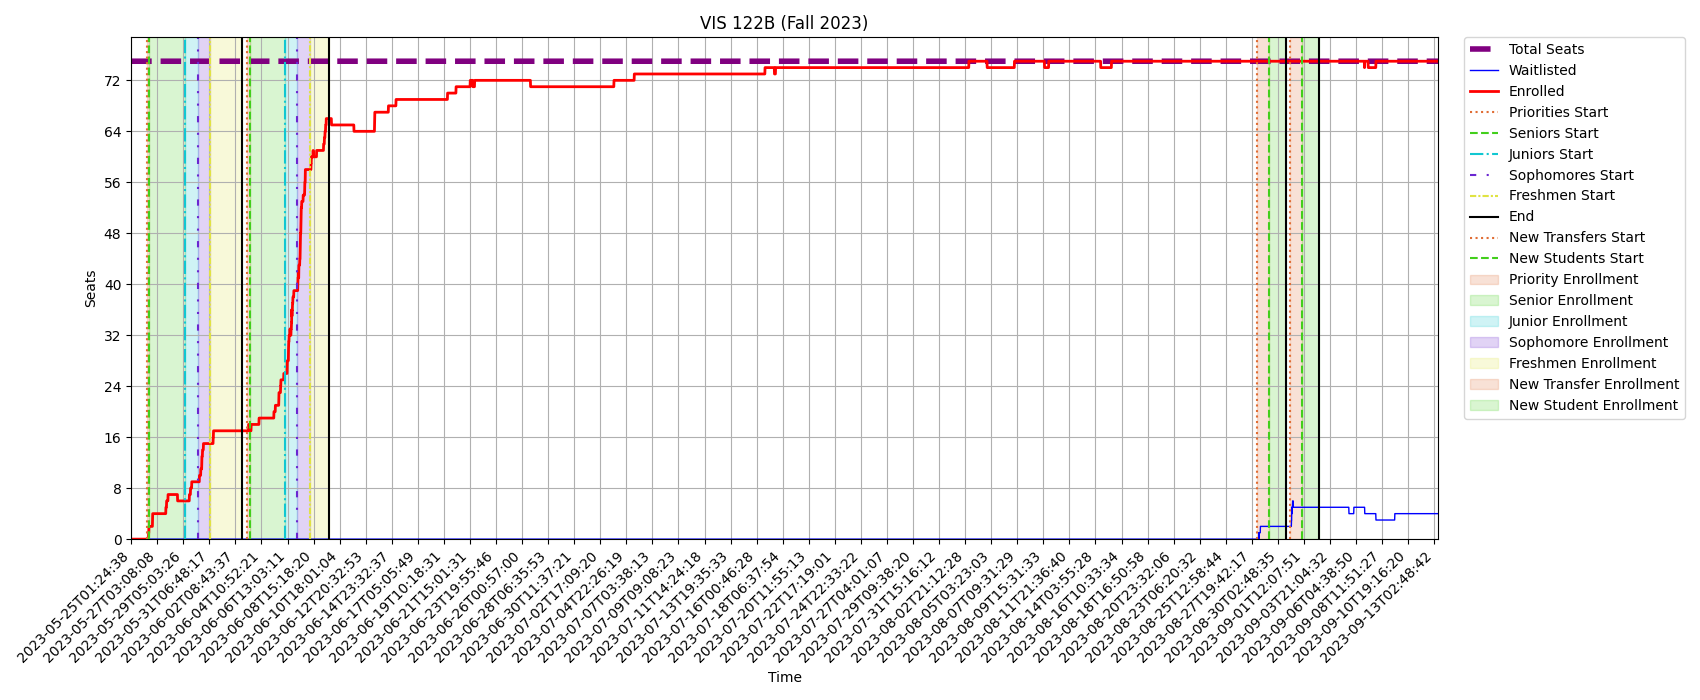 VIS 122B (Fall 2023)
Seats
72
64
56
48
40
32
24
16
8
0
2023-05-25T01:24:38
2023-05-27T03:08:08
2023-05-29T05:03:26
2023-05-31T06:48:17
2023-06-02T08:43:37
2023-06-04T10:52:21
2023-06-06T13:03:11
2023-06-08T15:18:20
2023-06-10T18:01:04
2023-06-12T20:32:53
2023-06-14T23:32:37
2023-06-17T05:05:49
2023-06-19T10:18:31
2023-06-21T15:01:31
2023-06-23T19:55:46
2023-06-26T00:57:00
2023-06-28T06:35:53
2023-06-30T11:37:21
2023-07-02T17:09:20
2023-07-04T22:26:19
2023-07-07T03:38:13
2023-07-09T09:08:23
2023-07-11T14:24:18
2023-07-13T19:35:33
2023-07-16T00:46:28
2023-07-18T06:37:54
2023-07-20T11:55:13
2023-07-22T17:19:01
2023-07-24T22:33:22
2023-07-27T04:01:07
2023-07-29T09:38:20
2023-07-31T15:16:12
2023-08-02T21:12:28
2023-08-05T03:23:03
2023-08-07T09:31:29
2023-08-09T15:31:33
2023-08-11T21:36:40
2023-08-14T03:55:28
2023-08-16T10:33:34
2023-08-18T16:50:58
2023-08-20T23:32:06
2023-08-23T06:20:32
2023-08-25T12:58:44
2023-08-27T19:42:17
2023-08-30T02:48:35
2023-09-01T12:07:51
2023-09-03T21:04:32
2023-09-06T04:38:50
2023-09-08T11:51:27
2023-09-10T19:16:20
2023-09-13T02:48:42
Time
Total Seats
Waitlisted
Enrolled
Priorities Start
Seniors Start
Juniors Start
Sophomores Start
Freshmen Start
End
New Transfers Start
New Students Start
Priority Enrollment
Senior Enrollment
Junior Enrollment
Sophomore Enrollment
Freshmen Enrollment
New Transfer Enrollment
New Student Enrollment